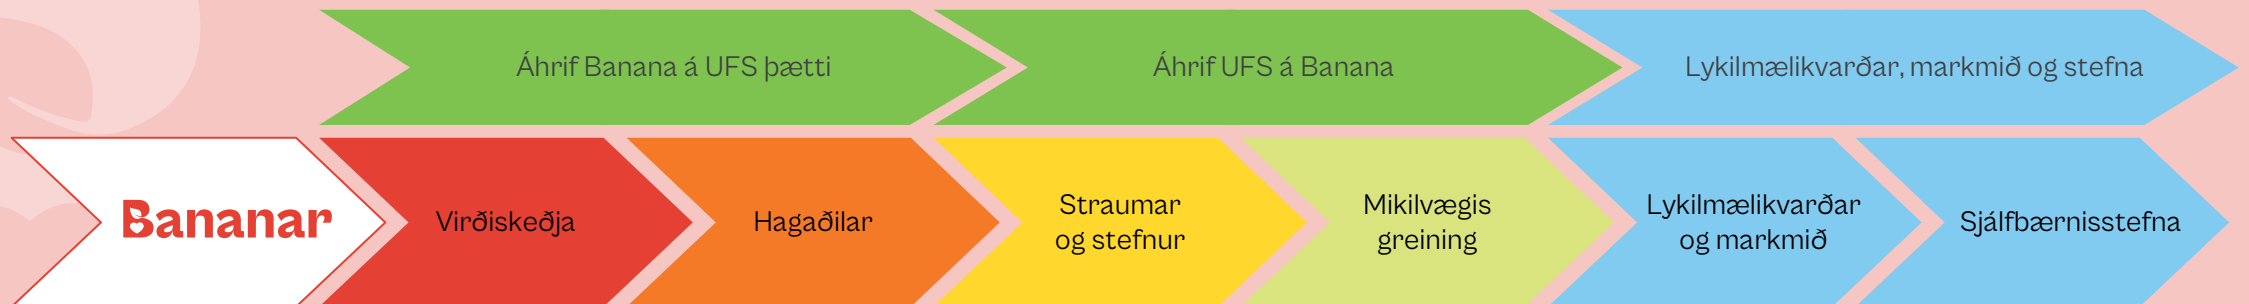 Áhrif Banana á UFS þætti
Áhrif UFS á Banana
Lykilmælikvarðar, markmið og stefna
Bananar
Virðiskeðja
Hagaðilar
Straumar
og stefnur
Mikilvægis
greining
Lykilmælikvarðar
og markmið
Sjálfbærnisstefna